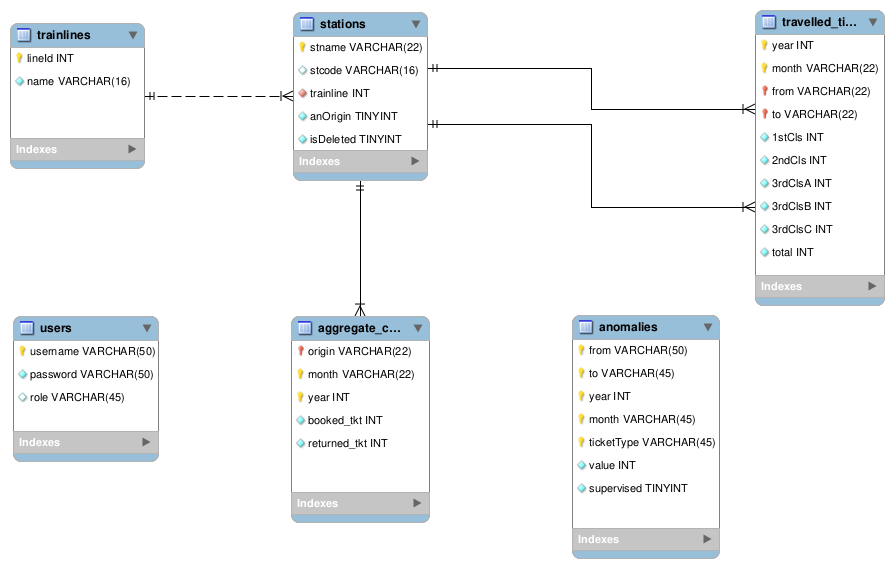 trainlines
lineId INT
name VARCHAR(16)
Indexes
stations
stname VARCHAR(22)
stcode VARCHAR(16)
trainline INT
anOrigin TINYINT
isDeleted TINYINT
Indexes
travelled_ti...
year INT
month VARCHAR(22)
from VARCHAR(22)
to VARCHAR(22)
1stCls INT
2ndCls INT
3rdClsA INT
3rdClsB INT
3rdClsC INT
total INT
Indexes
users
username VARCHAR(50)
password VARCHAR(50)
role VARCHAR(45)
Indexes
aggregate_c...
origin VARCHAR(22)
month VARCHAR(22)
year INT
booked_tkt INT
returned_tkt INT
Indexes
anomalies
from VARCHAR(50)
to VARCHAR(45)
year INT
month VARCHAR(45)
ticketType VARCHAR(45)
value INT
supervised TINYINT
Indexes